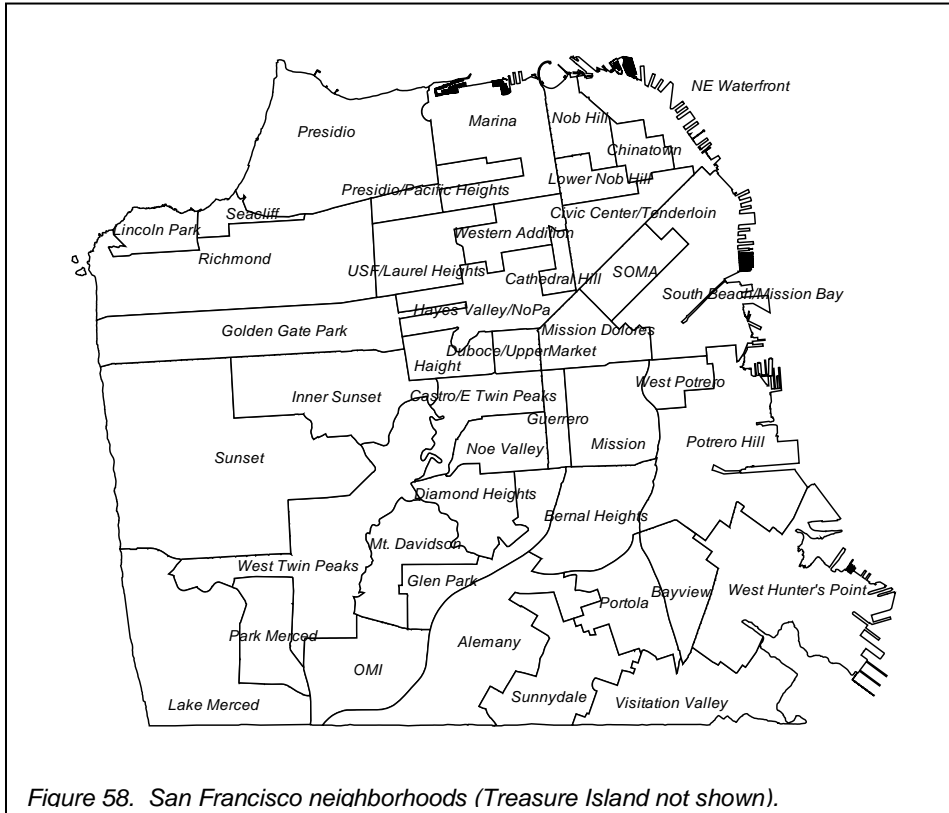 NE Waterfront
Presidio
Marina
Nob Hill
Chinatown
Lower Nob Hill
Presidio/Pacific Heights
Seacliff
Lincoln Park
Civic Center/Tenderloin
Western Addition
Richmond
USF/Laurel Heights
Cathedral Hill
SOMA
South Beach/Mission Bay
Hayes Valley/NoPa
Golden Gate Park
Mission Dolores
Duboce/UpperMarket
Haight
West Potrero
Inner Sunset
Castro/E Twin Peaks
Guerrero
Mission
Potrero Hill
Noe Valley
Sunset
Diamond Heights
Bernal Heights
Mt. Davidson
West Twin Peaks
Glen Park
Portola
Bayview
West Hunter's Point
Park Merced
Alemany
OMI
Lake Merced
Sunnydale
Visitation Valley
Figure 58. San Francisco neighborhoods (Treasure Island not shown).